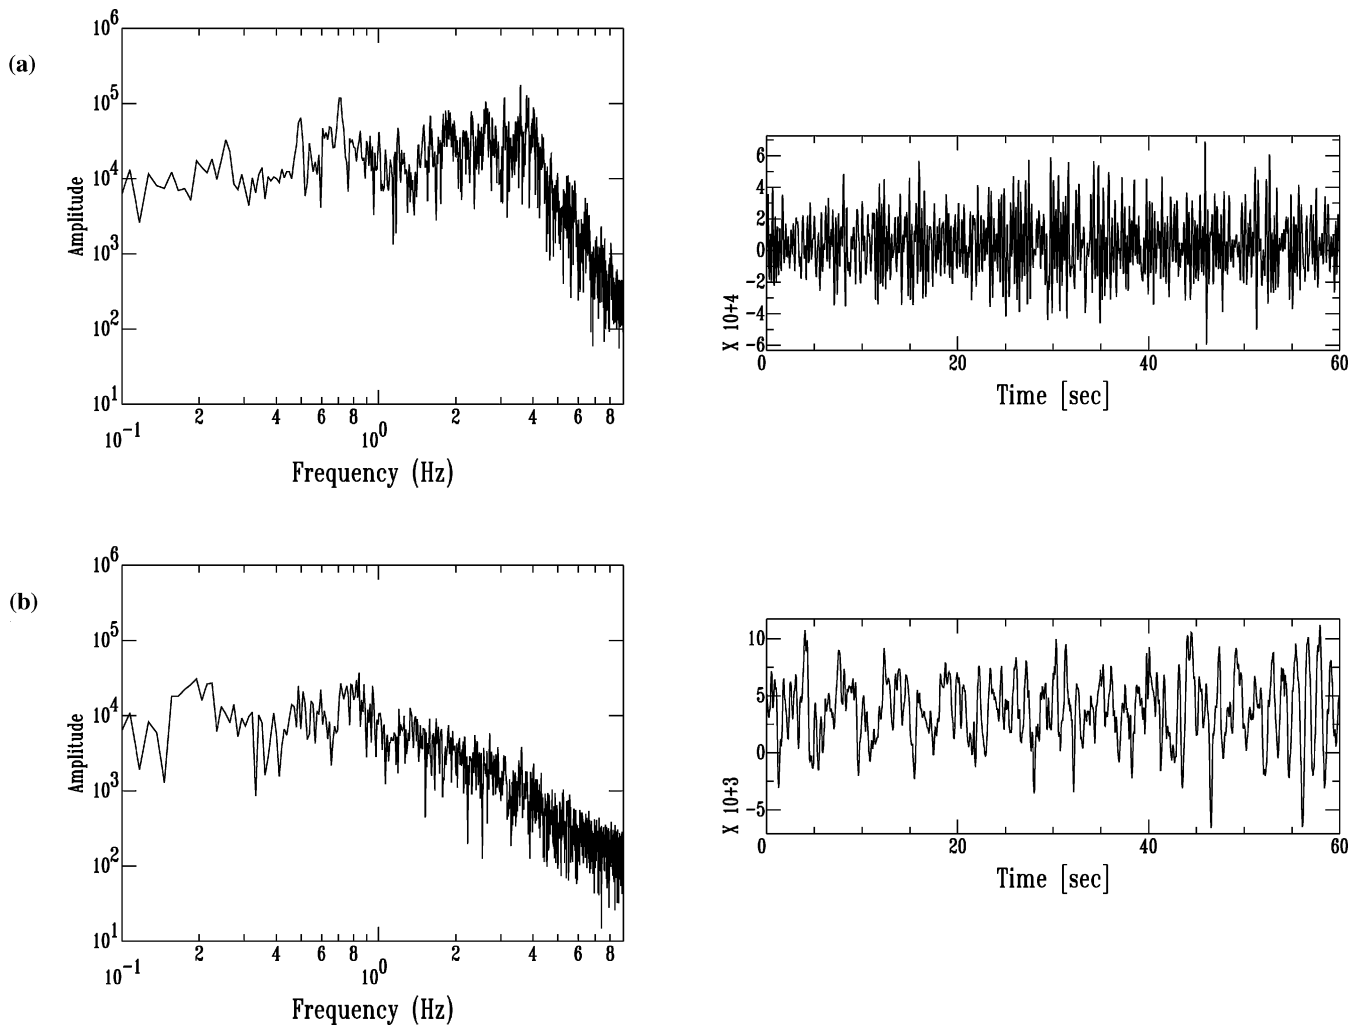 (a)
10^6
10^5
10^4
10^3
10^2
10^1
Amplitude
2 4 6 8 2 4 6 8
10^-1 10^0
Frequency (Hz)
6
4
2
0
-2
-4
-6
X 10+4
0 20 40 60
Time [sec]
(b)
10^6
10^5
10^4
10^3
10^2
10^1
Amplitude
2 4 6 8 2 4 6 8
10^-1 10^0
Frequency (Hz)
10
5
0
-5
X 10+3
0 20 40 60
Time [sec]